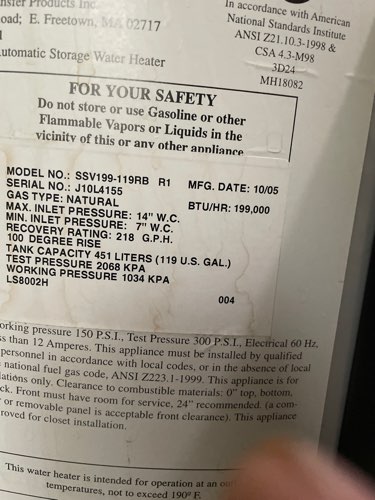 nsfer Products Inc.
oad; E. Freetown, MA 02717
utomatic Storage Water Heater
In accordance with American
National Standards Institute
ANSI Z21.10.3-1998 &
CSA 4.3-M98
3D24
MH18082
FOR YOUR SAFETY
Do not store or use Gasoline or other
Flammable Vapors or Liquids in the
vicinity of this or any other appliance
MODEL NO.: SSV199-119RB R1 MFG. DATE: 10/05
SERIAL NO.: J10L4155
GAS TYPE: NATURAL BTU/HR: 199,000
MAX. INLET PRESSURE: 14" W.C.
MIN. INLET PRESSURE: 7" W.C.
RECOVERY RATING: 218 G.P.H.
100 DEGREE RISE
TANK CAPACITY 451 LITERS (119 U.S. GAL.)
TEST PRESSURE 2068 KPA
WORKING PRESSURE 1034 KPA
LS8002H
004
orking pressure 150 P.S.I., Test Pressure 300 P.S.I., Electrical 60 Hz,
ss than 12 Amperes. This appliance must be installed by qualified
personnel in accordance with local codes, or in the absence of local
national fuel gas code, ANSI Z223.1-1999. This appliance is for
lations only. Clearance to combustible materials: 0" top, bottom,
ck. Front must have room for service, 24" recommended. (a com-
or removable panel is acceptable front clearance). This appliance
roved for closet installation.
This water heater is intended for operation at an
temperatures, not to exceed 190° F.